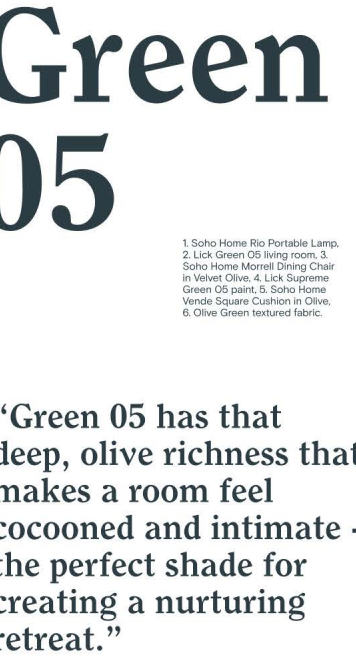 Green
05
1. Soho Home Rio Portable Lamp,
2. Lick Green 05 living room, 3.
Soho Home Morrell Dining Chair
in Velvet Olive, 4. Lick Supreme
Green 05 paint, 5. Soho Home
Vende Square Cushion in Olive,
6. Olive Green textured fabric.
“Green 05 has that
deep, olive richness that
makes a room feel
cocooned and intimate -
the perfect shade for
creating a nurturing
retreat.”